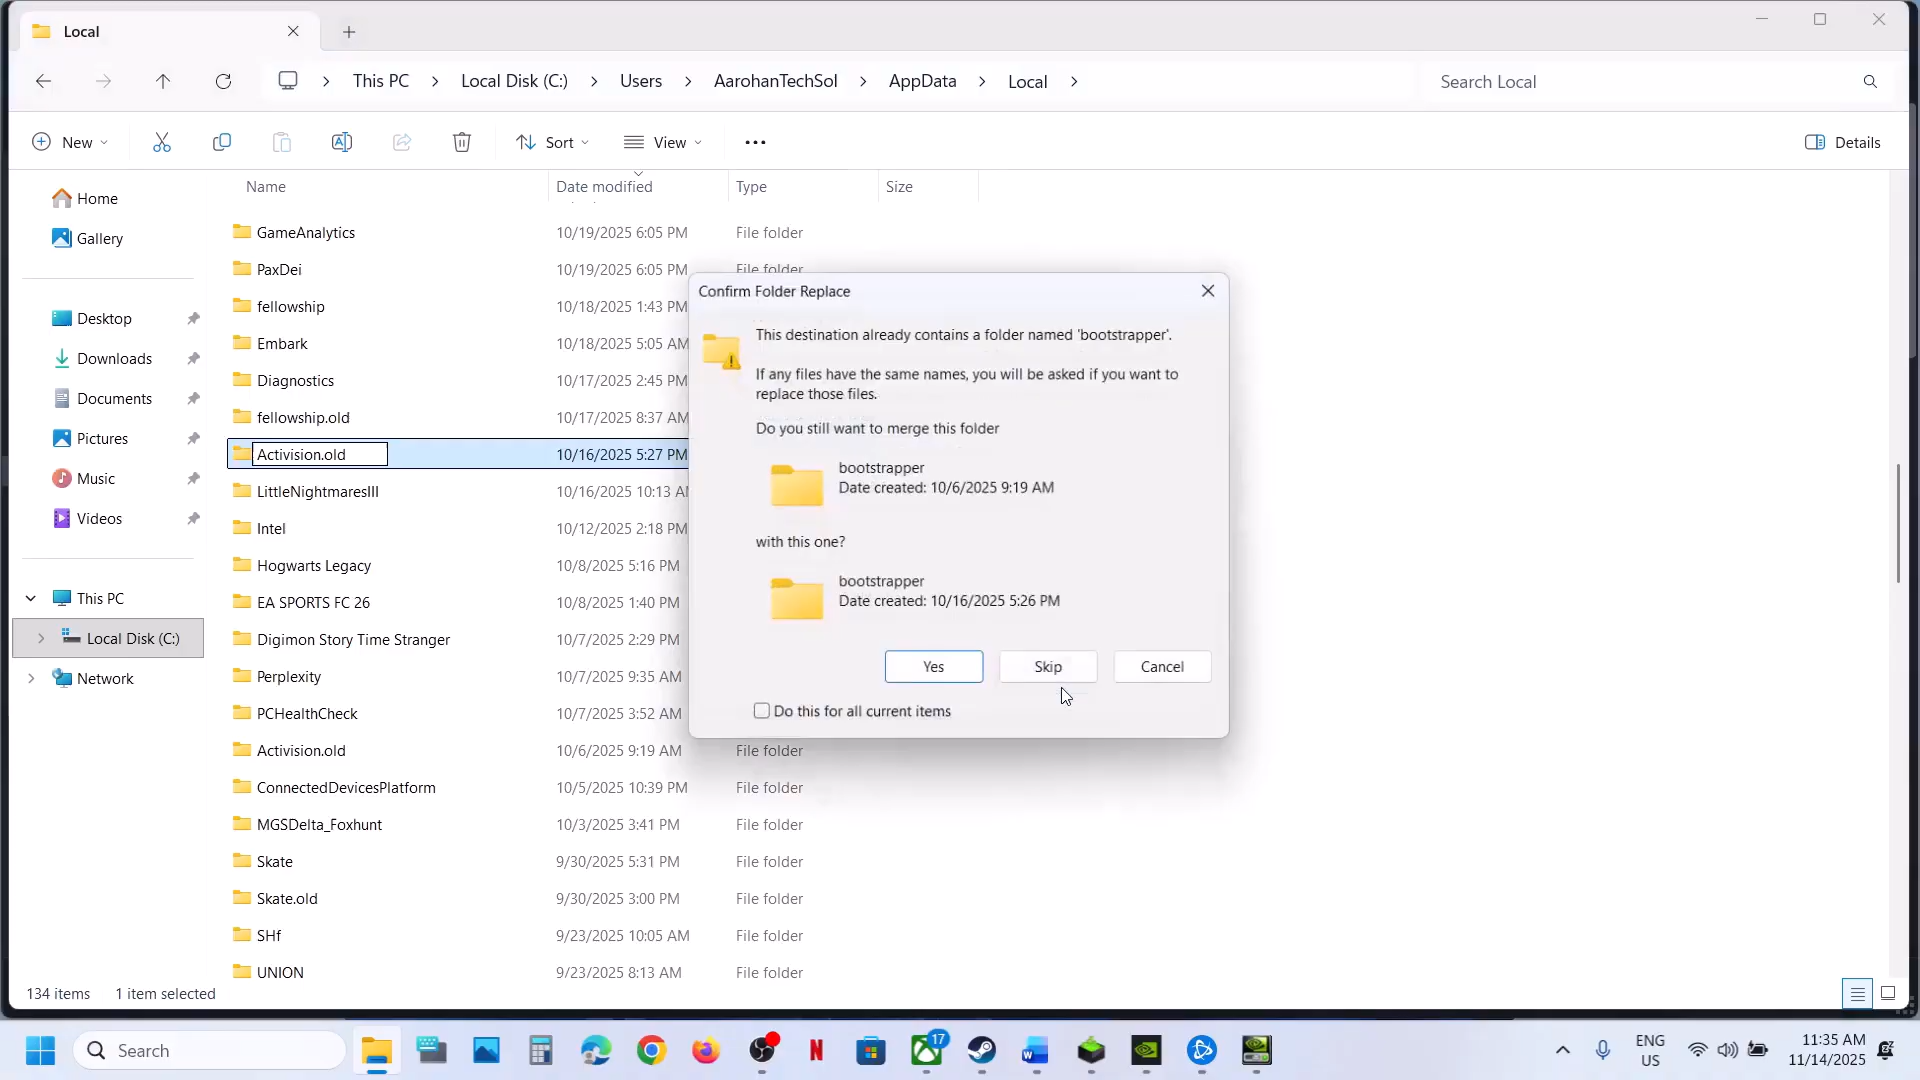 Local
This PC
Local Disk (C:)
Users
AarohanTechSol
AppData
Local
Search Local
New
Sort
View
Details
Name
Date modified
Type
Size
Home
Gallery
Desktop
Downloads
Documents
Pictures
Music
Videos
This PC
Local Disk (C:)
Network
GameAnalytics 10/19/2025 6:05 PM File folder
PaxDei 10/19/2025 6:05 PM File folder
fellowship 10/18/2025 1:43 PM
Embark 10/18/2025 5:05 AM
Diagnostics 10/17/2025 2:45 PM
fellowship.old 10/17/2025 8:37 AM
Activision.old 10/16/2025 5:27 PM
LittleNightmaresIII 10/16/2025 10:13 AM
Intel 10/12/2025 2:18 PM
Hogwarts Legacy 10/8/2025 5:16 PM
EA SPORTS FC 26 10/8/2025 1:40 PM
Digimon Story Time Stranger 10/7/2025 2:29 PM
Perplexity 10/7/2025 9:35 AM
PCHealthCheck 10/7/2025 3:52 AM
Activision.old 10/6/2025 9:19 AM File folder
ConnectedDevicesPlatform 10/5/2025 10:39 PM File folder
MGSDelta_Foxhunt 10/3/2025 3:41 PM File folder
Skate 9/30/2025 5:31 PM File folder
Skate.old 9/30/2025 3:00 PM File folder
SHf 9/23/2025 10:05 AM File folder
UNION 9/23/2025 8:13 AM File folder
Confirm Folder Replace
This destination already contains a folder named 'bootstrapper'.
If any files have the same names, you will be asked if you want to
replace those files.
Do you still want to merge this folder
bootstrapper
Date created: 10/6/2025 9:19 AM
with this one?
bootstrapper
Date created: 10/16/2025 5:26 PM
Yes
Skip
Cancel
Do this for all current items
134 items
1 item selected
Search
17
ENG
US
11:35 AM
11/14/2025